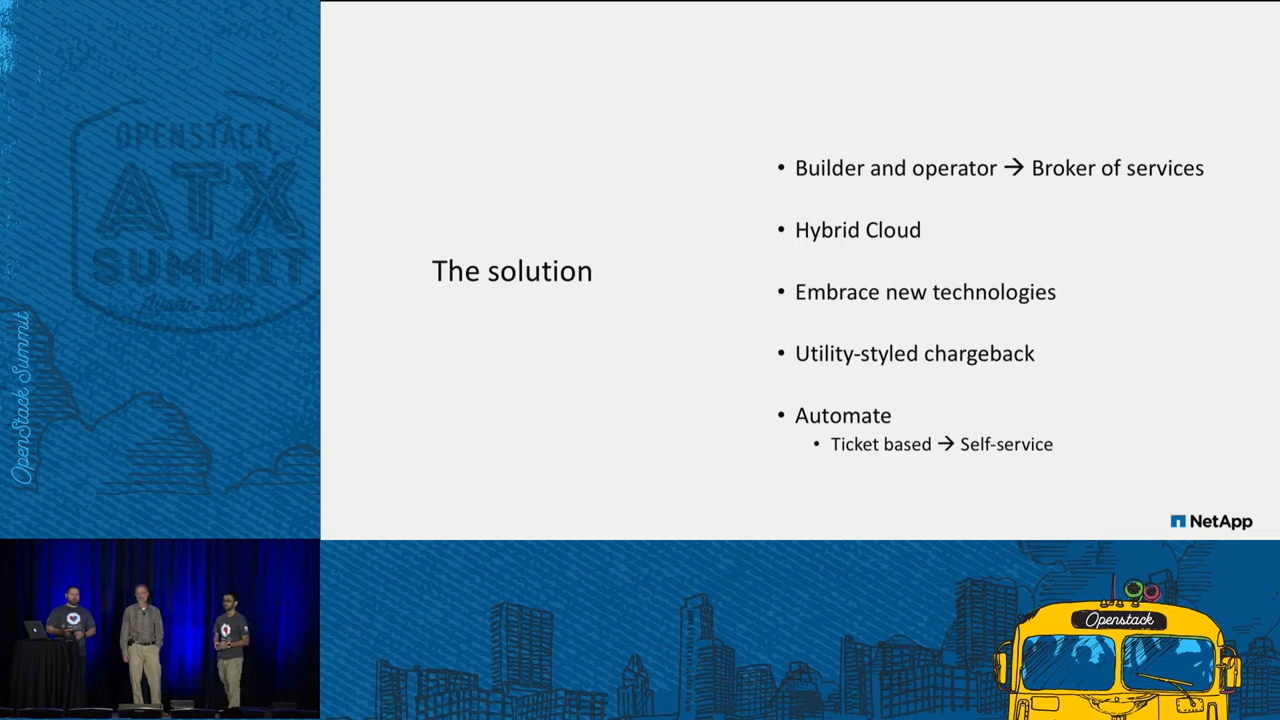 OPENSTACK
ATX
SUMMIT
Austin 2016
OpenStack Summit
The solution
• Builder and operator → Broker of services
• Hybrid Cloud
• Embrace new technologies
• Utility-styled chargeback
• Automate
• Ticket based → Self-service
NetApp
Openstack